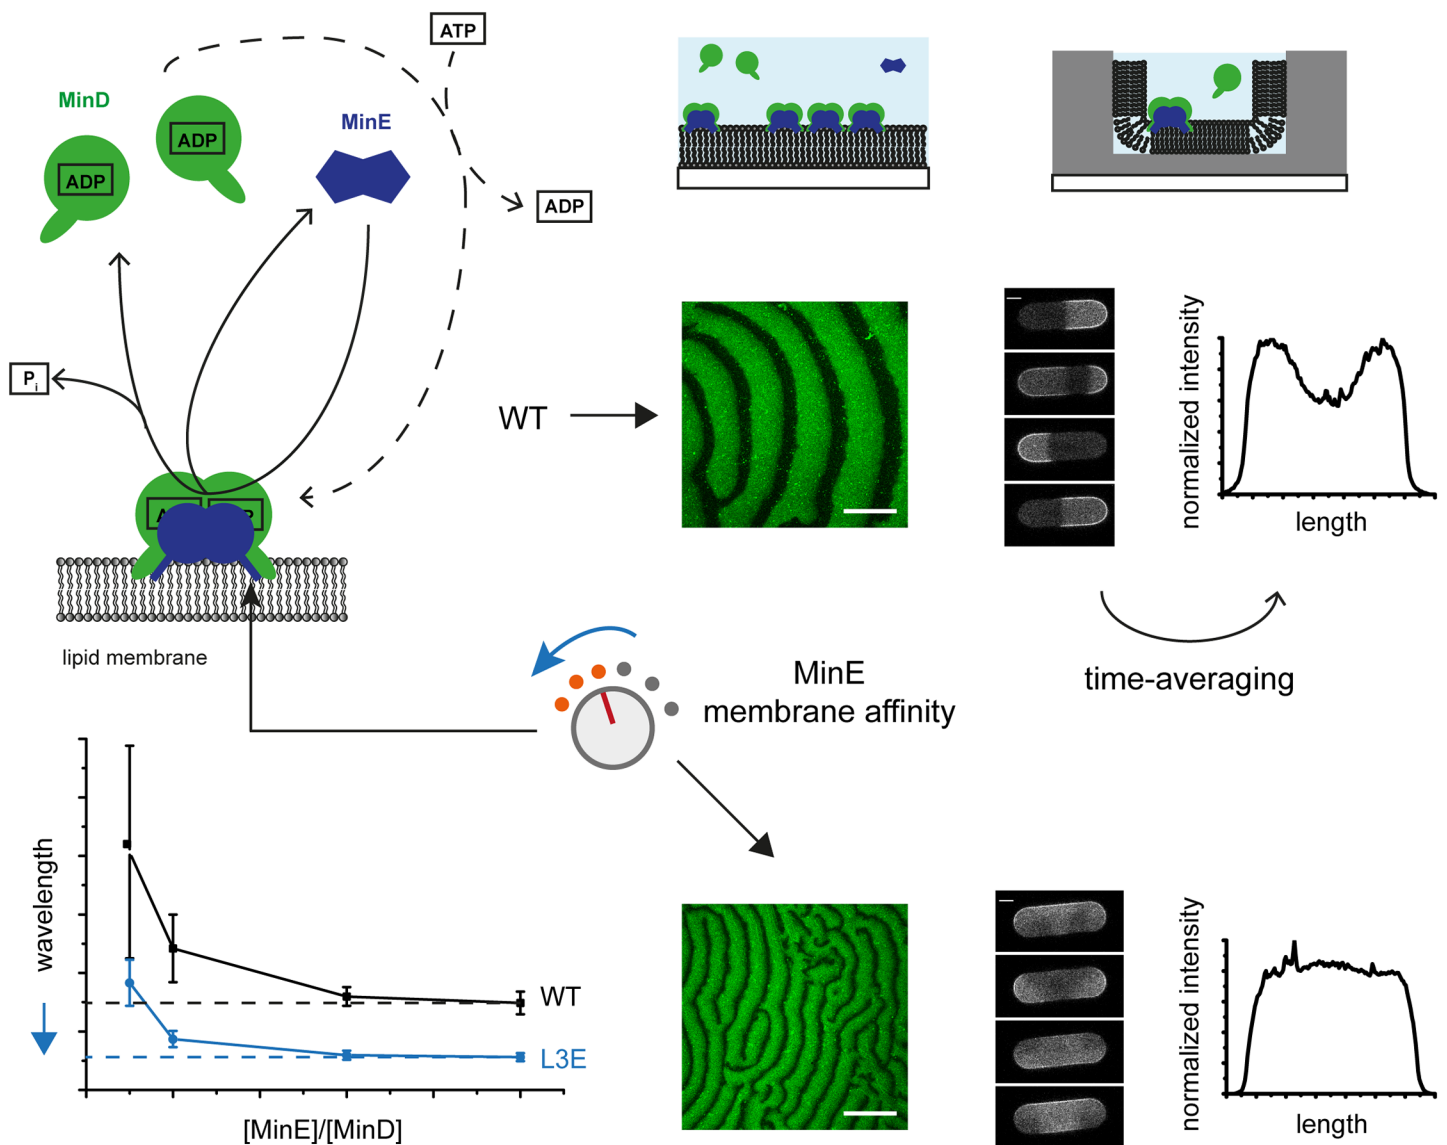 ATP
MinD
MinE
ADP
ADP
ADP
P i
WT
normalized intensity
length
lipid membrane
time-averaging
MinE
membrane affinity
wavelength
WT
L3E
[MinE]/[MinD]
normalized intensity
length